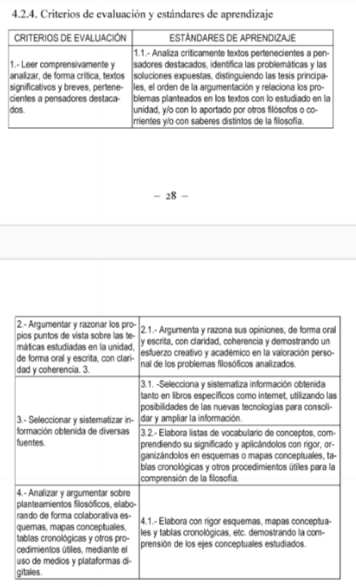 4.2.4. Criterios de evaluación y estándares de aprendizaje
CRITERIOS DE EVALUACIÓN
ESTÁNDARES DE APRENDIZAJE
1.- Leer comprensivamente y
analizar, de forma crítica, textos
significativos y breves, pertene-
cientes a pensadores destaca-
dos.
1.1.- Analiza críticamente textos pertenecientes a pen-
sadores destacados, identifica las problemáticas y las
soluciones expuestas, distinguiendo las tesis principa-
les, el orden de la argumentación y relaciona los pro-
blemas planteados en los textos con lo estudiado en la
unidad, y/o con lo aportado por otros filósofos o co-
rrientes y/o con saberes distintos de la filosofía.
– 28 –
2.- Argumentar y razonar los pro-
pios puntos de vista sobre las te-
máticas estudiadas en la unidad,
de forma oral y escrita, con clari-
dad y coherencia. 3.
2.1.- Argumenta y razona sus opiniones, de forma oral
y escrita, con claridad, coherencia y demostrando un
esfuerzo creativo y académico en la valoración perso-
nal de los problemas filosóficos analizados.
3.- Seleccionar y sistematizar in-
formación obtenida de diversas
fuentes.
3.1. -Selecciona y sistematiza información obtenida
tanto en libros específicos como internet, utilizando las
posibilidades de las nuevas tecnologías para consoli-
dar y ampliar la información.
3.2.- Elabora listas de vocabulario de conceptos, com-
prendiendo su significado y aplicándolos con rigor, or-
ganizándolos en esquemas o mapas conceptuales, ta-
blas cronológicas y otros procedimientos útiles para la
comprensión de la filosofía.
4.- Analizar y argumentar sobre
planteamientos filosóficos, elabo-
rando de forma colaborativa es-
quemas, mapas conceptuales,
tablas cronológicas y otros pro-
cedimientos útiles, mediante el
uso de medios y plataformas di-
gitales.
4.1.- Elabora con rigor esquemas, mapas conceptua-
les y tablas cronológicas, etc. demostrando la com-
prensión de los ejes conceptuales estudiados.